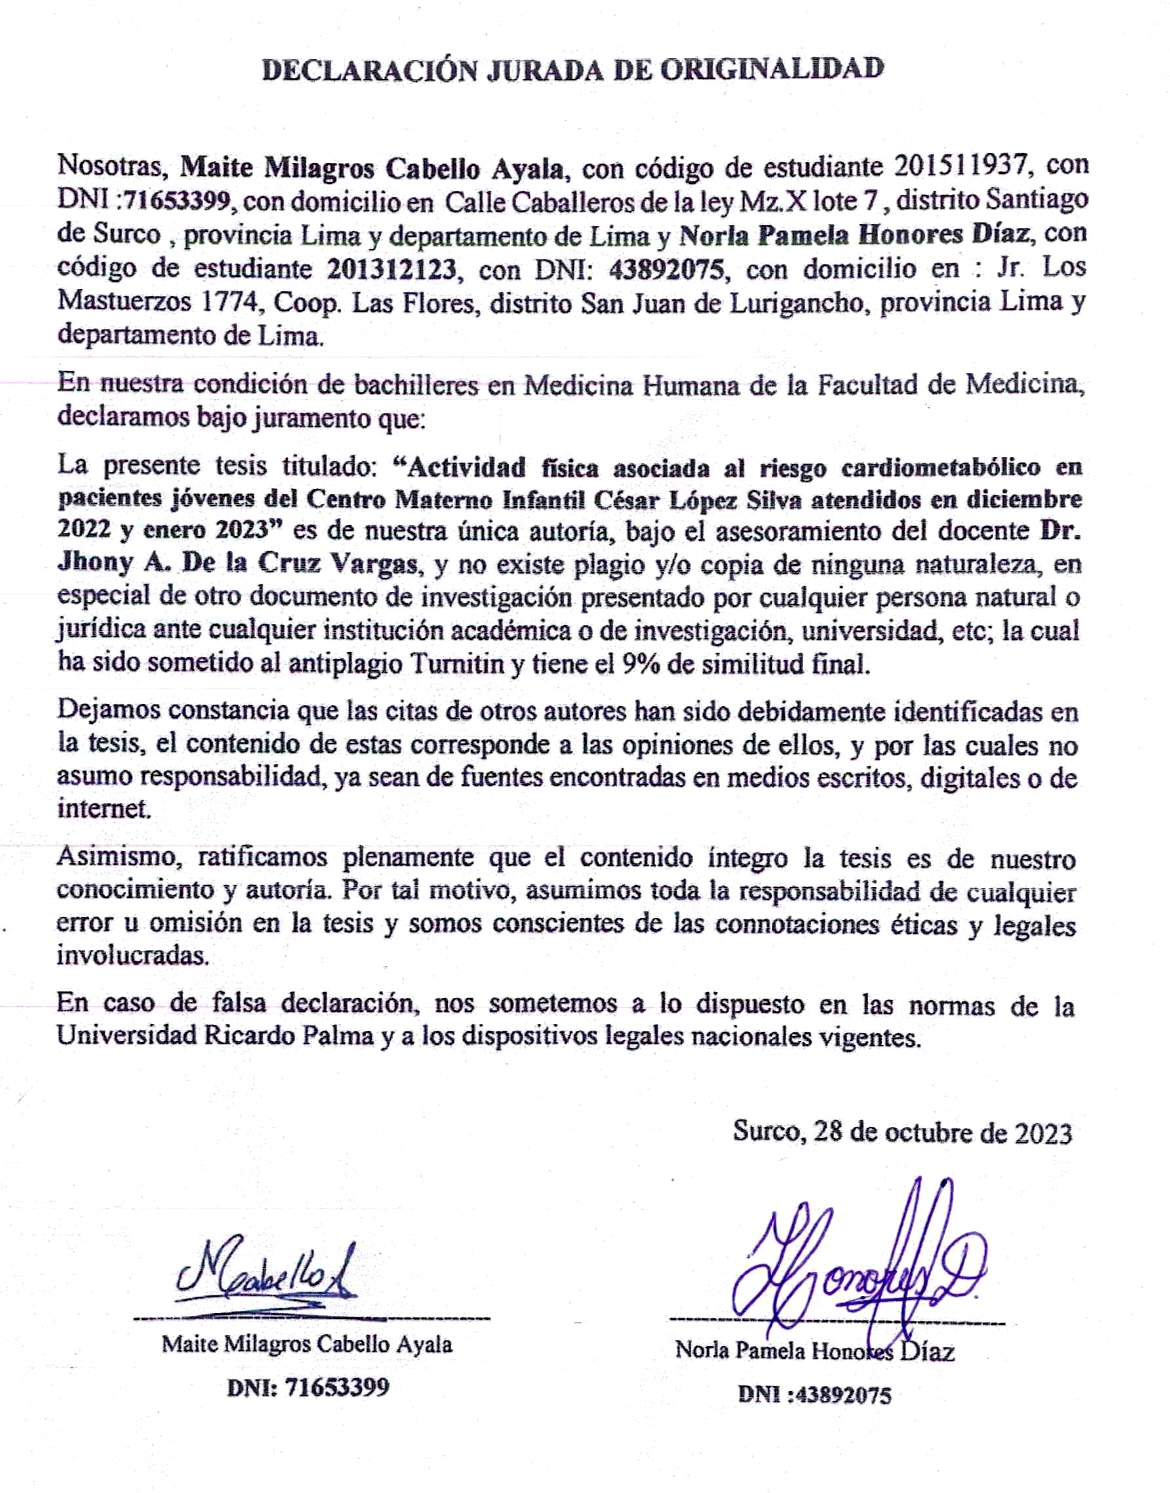 DECLARACIÓN JURADA DE ORIGINALIDAD
Nosotras, Maite Milagros Cabello Ayala, con código de estudiante 201511937, con
DNI :71653399, con domicilio en Calle Caballeros de la ley Mz.X lote 7 , distrito Santiago
de Surco , provincia Lima y departamento de Lima y Norla Pamela Honores Díaz, con
código de estudiante 201312123, con DNI: 43892075, con domicilio en : Jr. Los
Mastuerzos 1774, Coop. Las Flores, distrito San Juan de Lurigancho, provincia Lima y
departamento de Lima.
En nuestra condición de bachilleres en Medicina Humana de la Facultad de Medicina,
declaramos bajo juramento que:
La presente tesis titulado: “Actividad física asociada al riesgo cardiometabólico en
pacientes jóvenes del Centro Materno Infantil César López Silva atendidos en diciembre
2022 y enero 2023” es de nuestra única autoría, bajo el asesoramiento del docente Dr.
Jhony A. De la Cruz Vargas, y no existe plagio y/o copia de ninguna naturaleza, en
especial de otro documento de investigación presentado por cualquier persona natural o
jurídica ante cualquier institución académica o de investigación, universidad, etc; la cual
ha sido sometido al antiplagio Turnitin y tiene el 9% de similitud final.
Dejamos constancia que las citas de otros autores han sido debidamente identificadas en
la tesis, el contenido de estas corresponde a las opiniones de ellos, y por las cuales no
asumo responsabilidad, ya sean de fuentes encontradas en medios escritos, digitales o de
internet.
Asimismo, ratificamos plenamente que el contenido íntegro la tesis es de nuestro
conocimiento y autoría. Por tal motivo, asumimos toda la responsabilidad de cualquier
error u omisión en la tesis y somos conscientes de las connotaciones éticas y legales
involucradas.
En caso de falsa declaración, nos sometemos a lo dispuesto en las normas de la
Universidad Ricardo Palma y a los dispositivos legales nacionales vigentes.
Surco, 28 de octubre de 2023
MCabello A
Honores D.
Maite Milagros Cabello Ayala
Norla Pamela Honores Díaz
DNI: 71653399
DNI :43892075